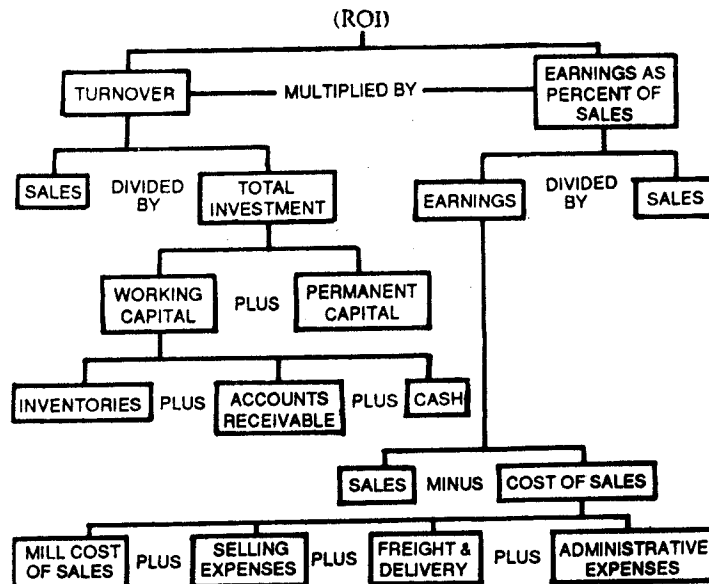 (ROI)
TURNOVER
MULTIPLIED BY
EARNINGS AS
PERCENT OF
SALES
SALES
DIVIDED
BY
TOTAL
INVESTMENT
EARNINGS
DIVIDED
BY
SALES
WORKING
CAPITAL
PLUS
PERMANENT
CAPITAL
INVENTORIES
PLUS
ACCOUNTS
RECEIVABLE
PLUS
CASH
SALES
MINUS
COST OF SALES
MILL COST
OF SALES
PLUS
SELLING
EXPENSES
PLUS
FREIGHT &
DELIVERY
PLUS
ADMINISTRATIVE
EXPENSES